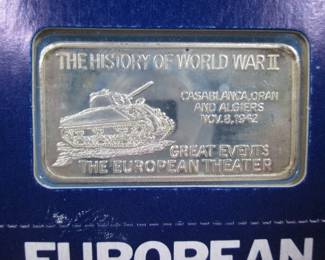 THE HISTORY OF WORLD WAR II
CASABLANCA, ORAN
AND ALGIERS
NOV. 8, 1942
GREAT EVENTS
THE EUROPEAN THEATER
EUROPEAN